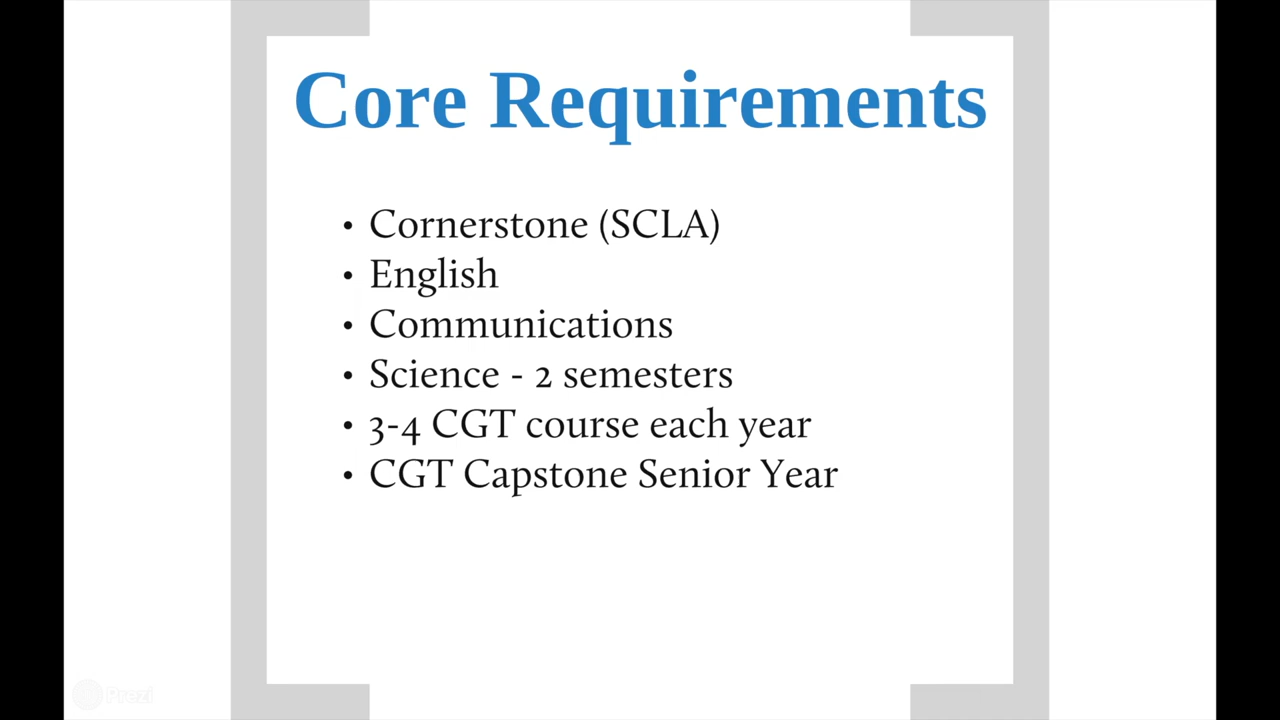 Core Requirements
• Cornerstone (SCLA)
• English
• Communications
• Science - 2 semesters
• 3-4 CGT course each year
• CGT Capstone Senior Year
Prezi